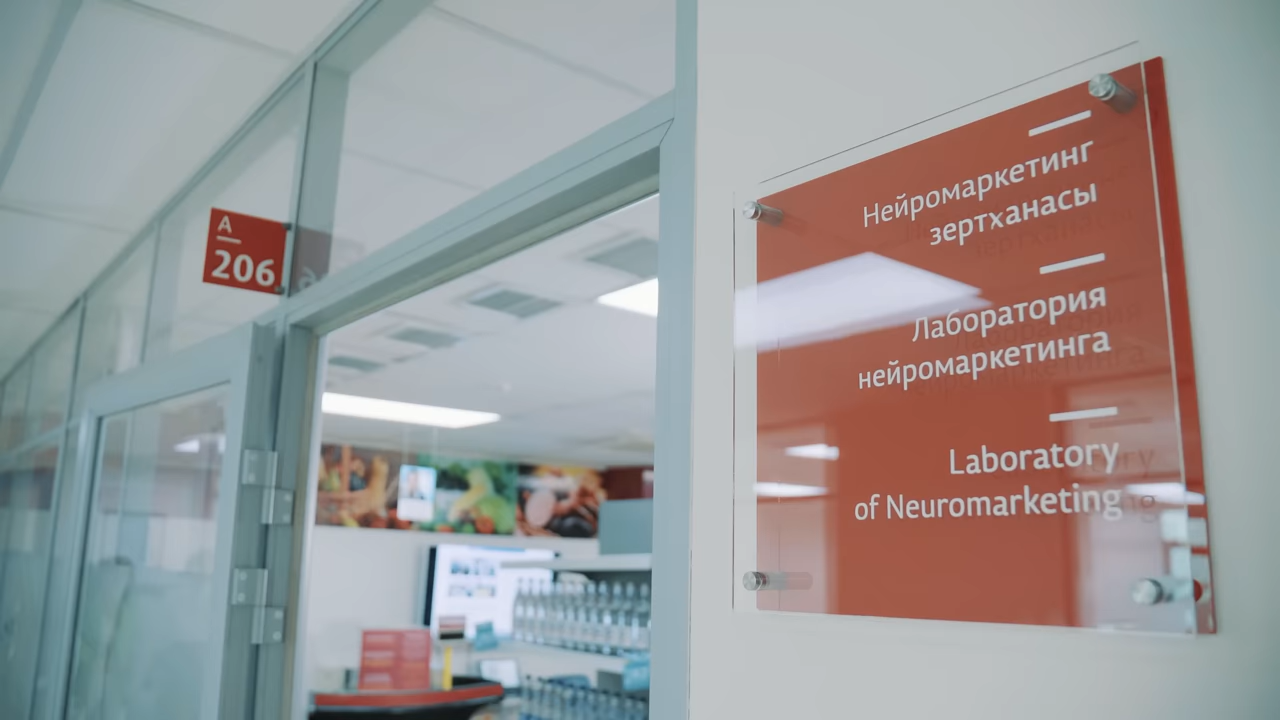 A
206
Нейромаркетинг
зертханасы
Лаборатория
нейромаркетинга
Laboratory
of Neuromarketing